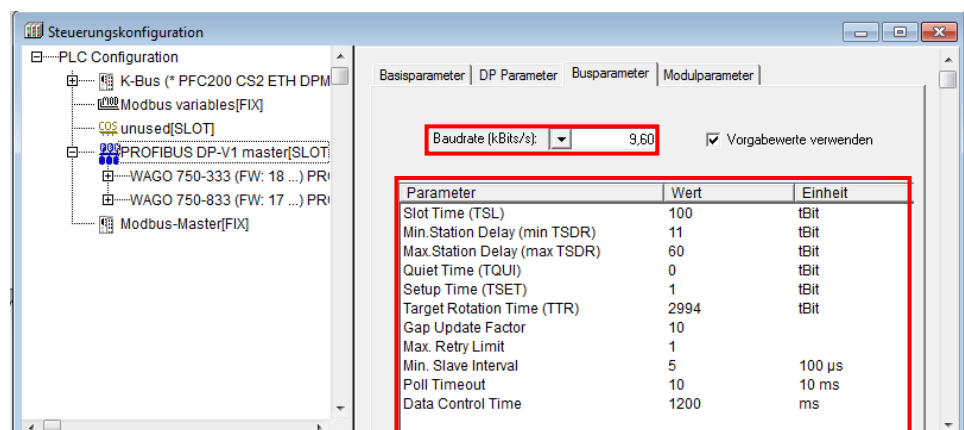 Steuerungskonfiguration
PLC Configuration
K-Bus (* PFC200 CS2 ETH DPM
Modbus variables[FIX]
unused[SLOT]
PROFIBUS DP-V1 master[SLOT
WAGO 750-333 (FW: 18 ...) PR
WAGO 750-833 (FW: 17 ...) PR
Modbus-Master[FIX]
Basisparameter DP Parameter Busparameter Modulparameter
Baudrate (kBits/s): 9,60 Vorgabewerte verwenden
Parameter Wert Einheit
Slot Time (TSL) 100 tBit
Min.Station Delay (min TSDR) 11 tBit
Max.Station Delay (max TSDR) 60 tBit
Quiet Time (TQUI) 0 tBit
Setup Time (TSET) 1 tBit
Target Rotation Time (TTR) 2994 tBit
Gap Update Factor 10
Max. Retry Limit 1
Min. Slave Interval 5 100 µs
Poll Timeout 10 10 ms
Data Control Time 1200 ms